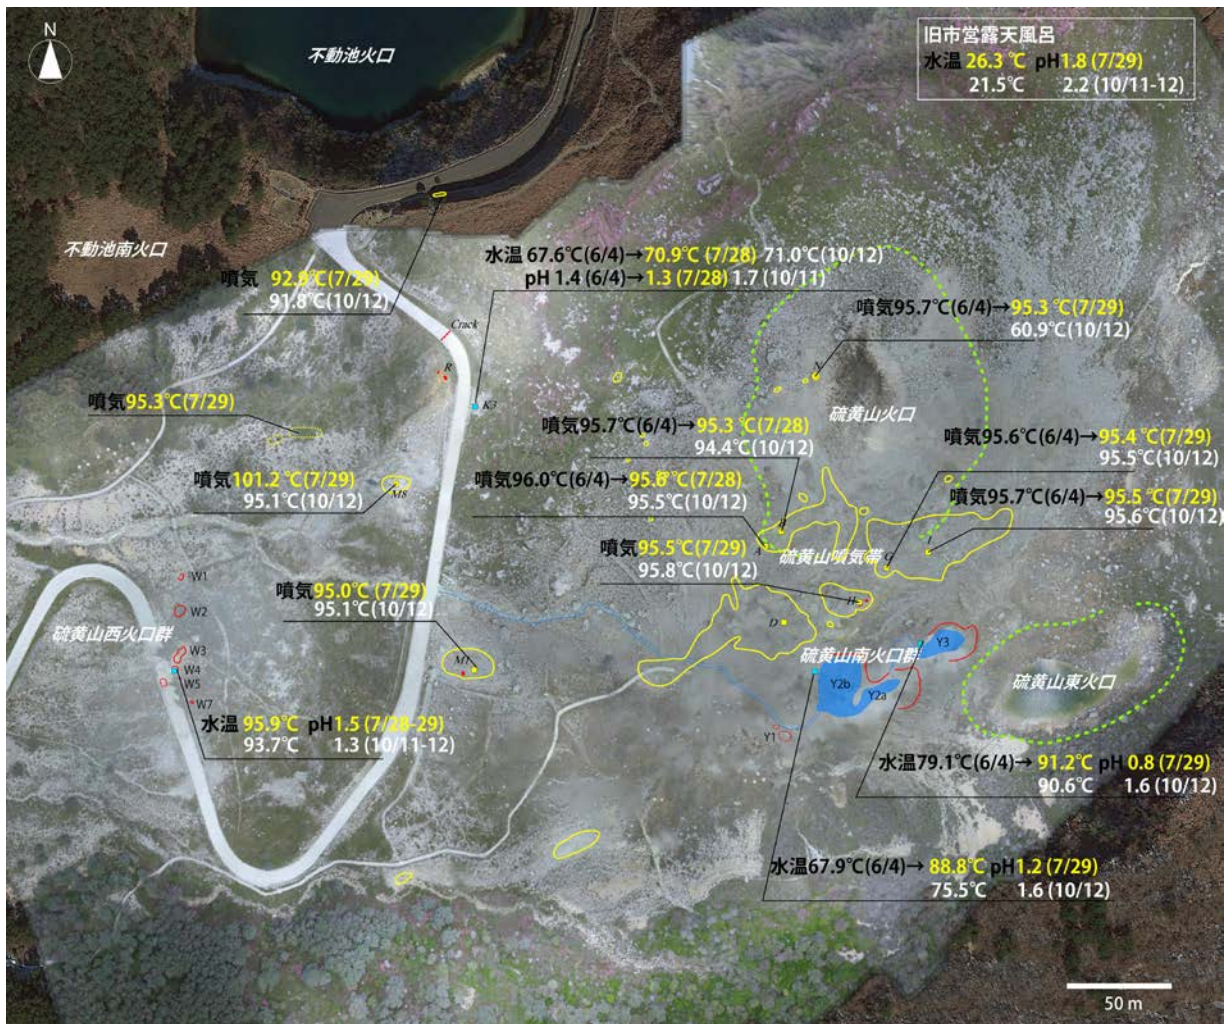 N
不動池火口
旧市営露天風呂
水温 26.3 ℃ pH1.8 (7/29)
21.5℃ 2.2 (10/11-12)
不動池南火口
噴気 92.9℃(7/29)
91.8℃(10/12)
水温 67.6℃(6/4)→70.9℃ (7/28) 71.0℃(10/12)
pH 1.4 (6/4)→1.3 (7/28) 1.7 (10/11)
噴気95.7℃(6/4)→95.3℃(7/29)
60.9℃(10/12)
Crack
R
K3
N
噴気95.3℃(7/29)
硫黄山火口
噴気95.7℃(6/4)→95.3℃(7/28)
94.4℃(10/12)
噴気95.6℃(6/4)→95.4℃(7/29)
95.5℃(10/12)
噴気101.2℃(7/29)
95.1℃(10/12)
M8
噴気96.0℃(6/4)→95.6℃(7/28)
95.5℃(10/12)
噴気95.7℃(6/4)→95.5℃(7/29)
95.6℃(10/12)
A
硫黄山噴気帯
G
噴気95.5℃(7/29)
95.8℃(10/12)
W1
噴気95.0℃ (7/29)
95.1℃(10/12)
H
W2
D
硫黄山西火口群
W3
W4
W5
W7
M1
硫黄山南火口群
Y3
Y2b
Y2a
硫黄山東火口
Y1
水温 95.9℃ pH1.5 (7/28-29)
93.7℃ 1.3 (10/11-12)
水温79.1℃(6/4)→ 91.2℃ pH 0.8 (7/29)
90.6℃ 1.6 (10/12)
水温67.9℃(6/4)→ 88.8℃ pH1.2 (7/29)
75.5℃ 1.6 (10/12)
50 m